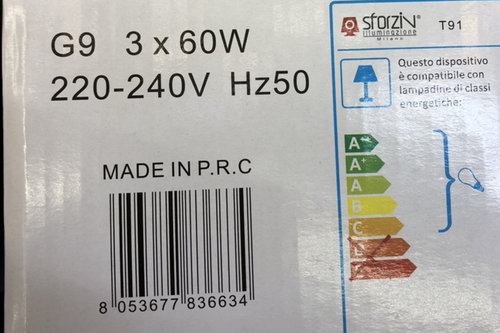 G9 3 x 60W
220-240V Hz50
MADE IN P.R.C
8 053677 836634
sforzin®
illuminazione
Milano
T91
Questo dispositivo
è compatibile con
lampadine di classi
energetiche:
A++
A+
A
B
C